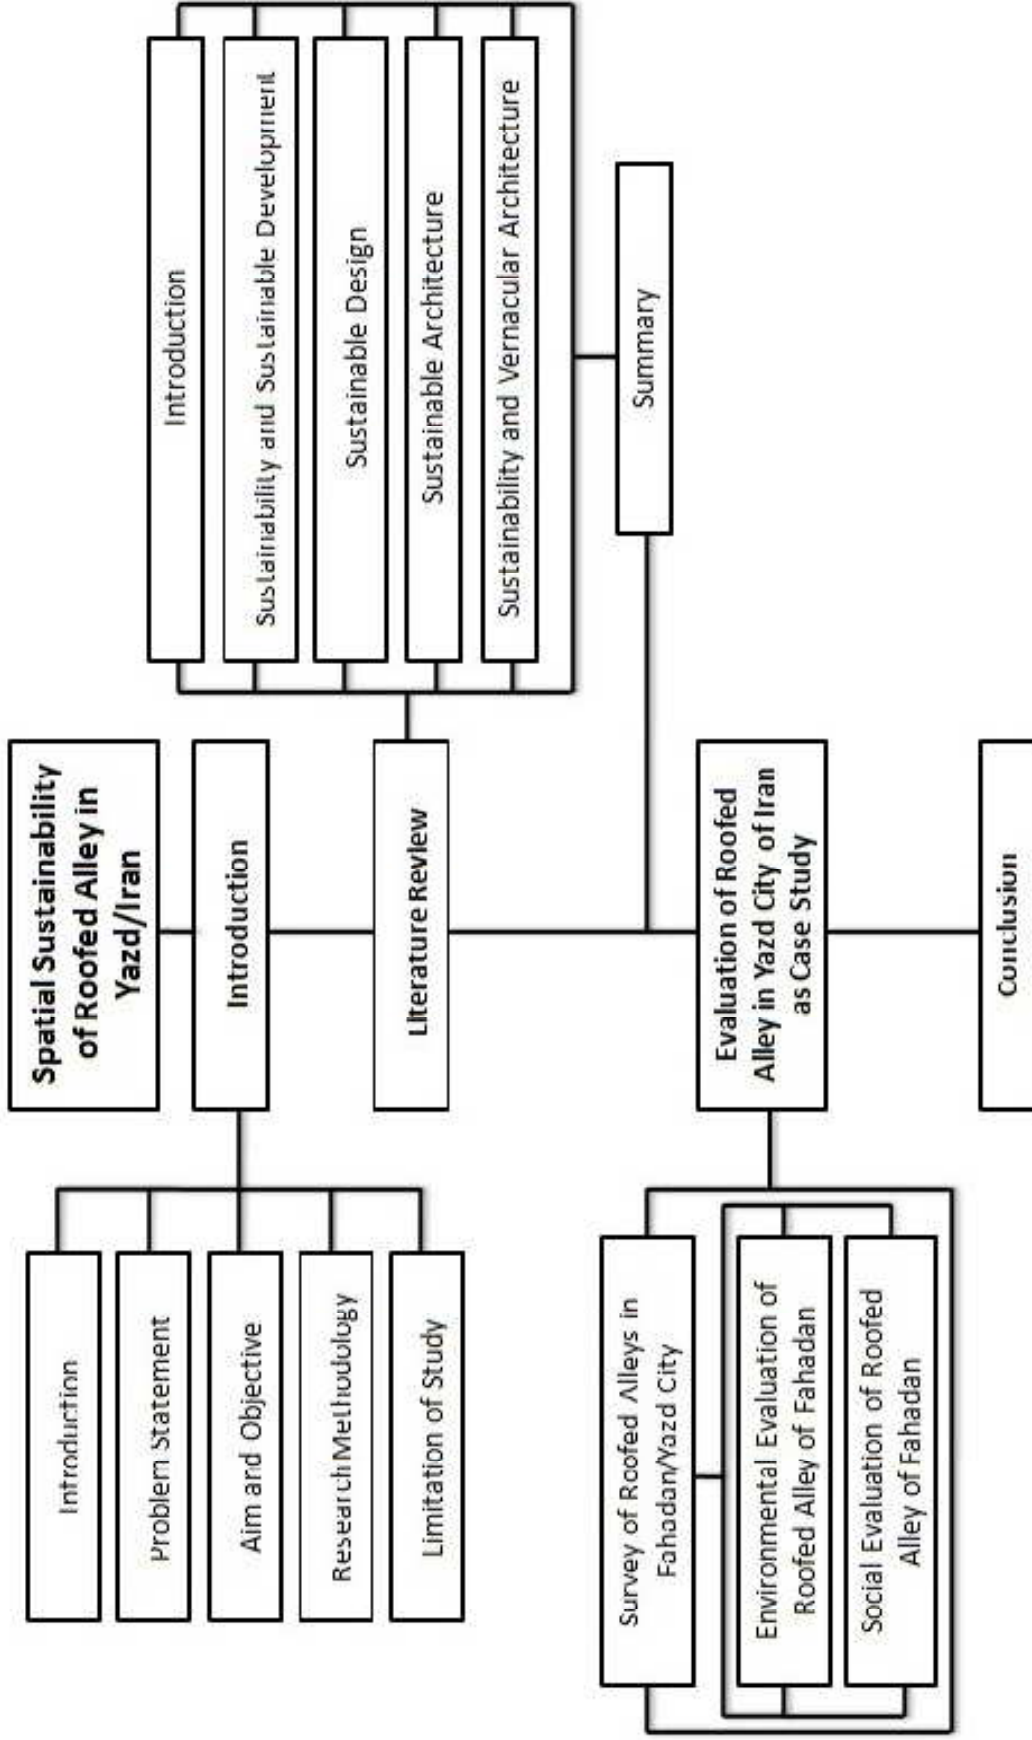 Spatial Sustainability
of Roofed Alley in
Yazd/Iran
Introduction
Introduction
Problem Statement
Aim and Objective
Research Methodology
Limitation of Study
Literature Review
Introduction
Sustainability and Sustainable Development
Sustainable Design
Sustainable Architecture
Sustainability and Vernacular Architecture
Summary
Evaluation of Roofed
Alley in Yazd City of Iran
as Case Study
Survey of Roofed Alleys in
Fahadan/Yazd City
Environmental Evaluation of
Roofed Alley of Fahadan
Social Evaluation of Roofed
Alley of Fahadan
Conclusion